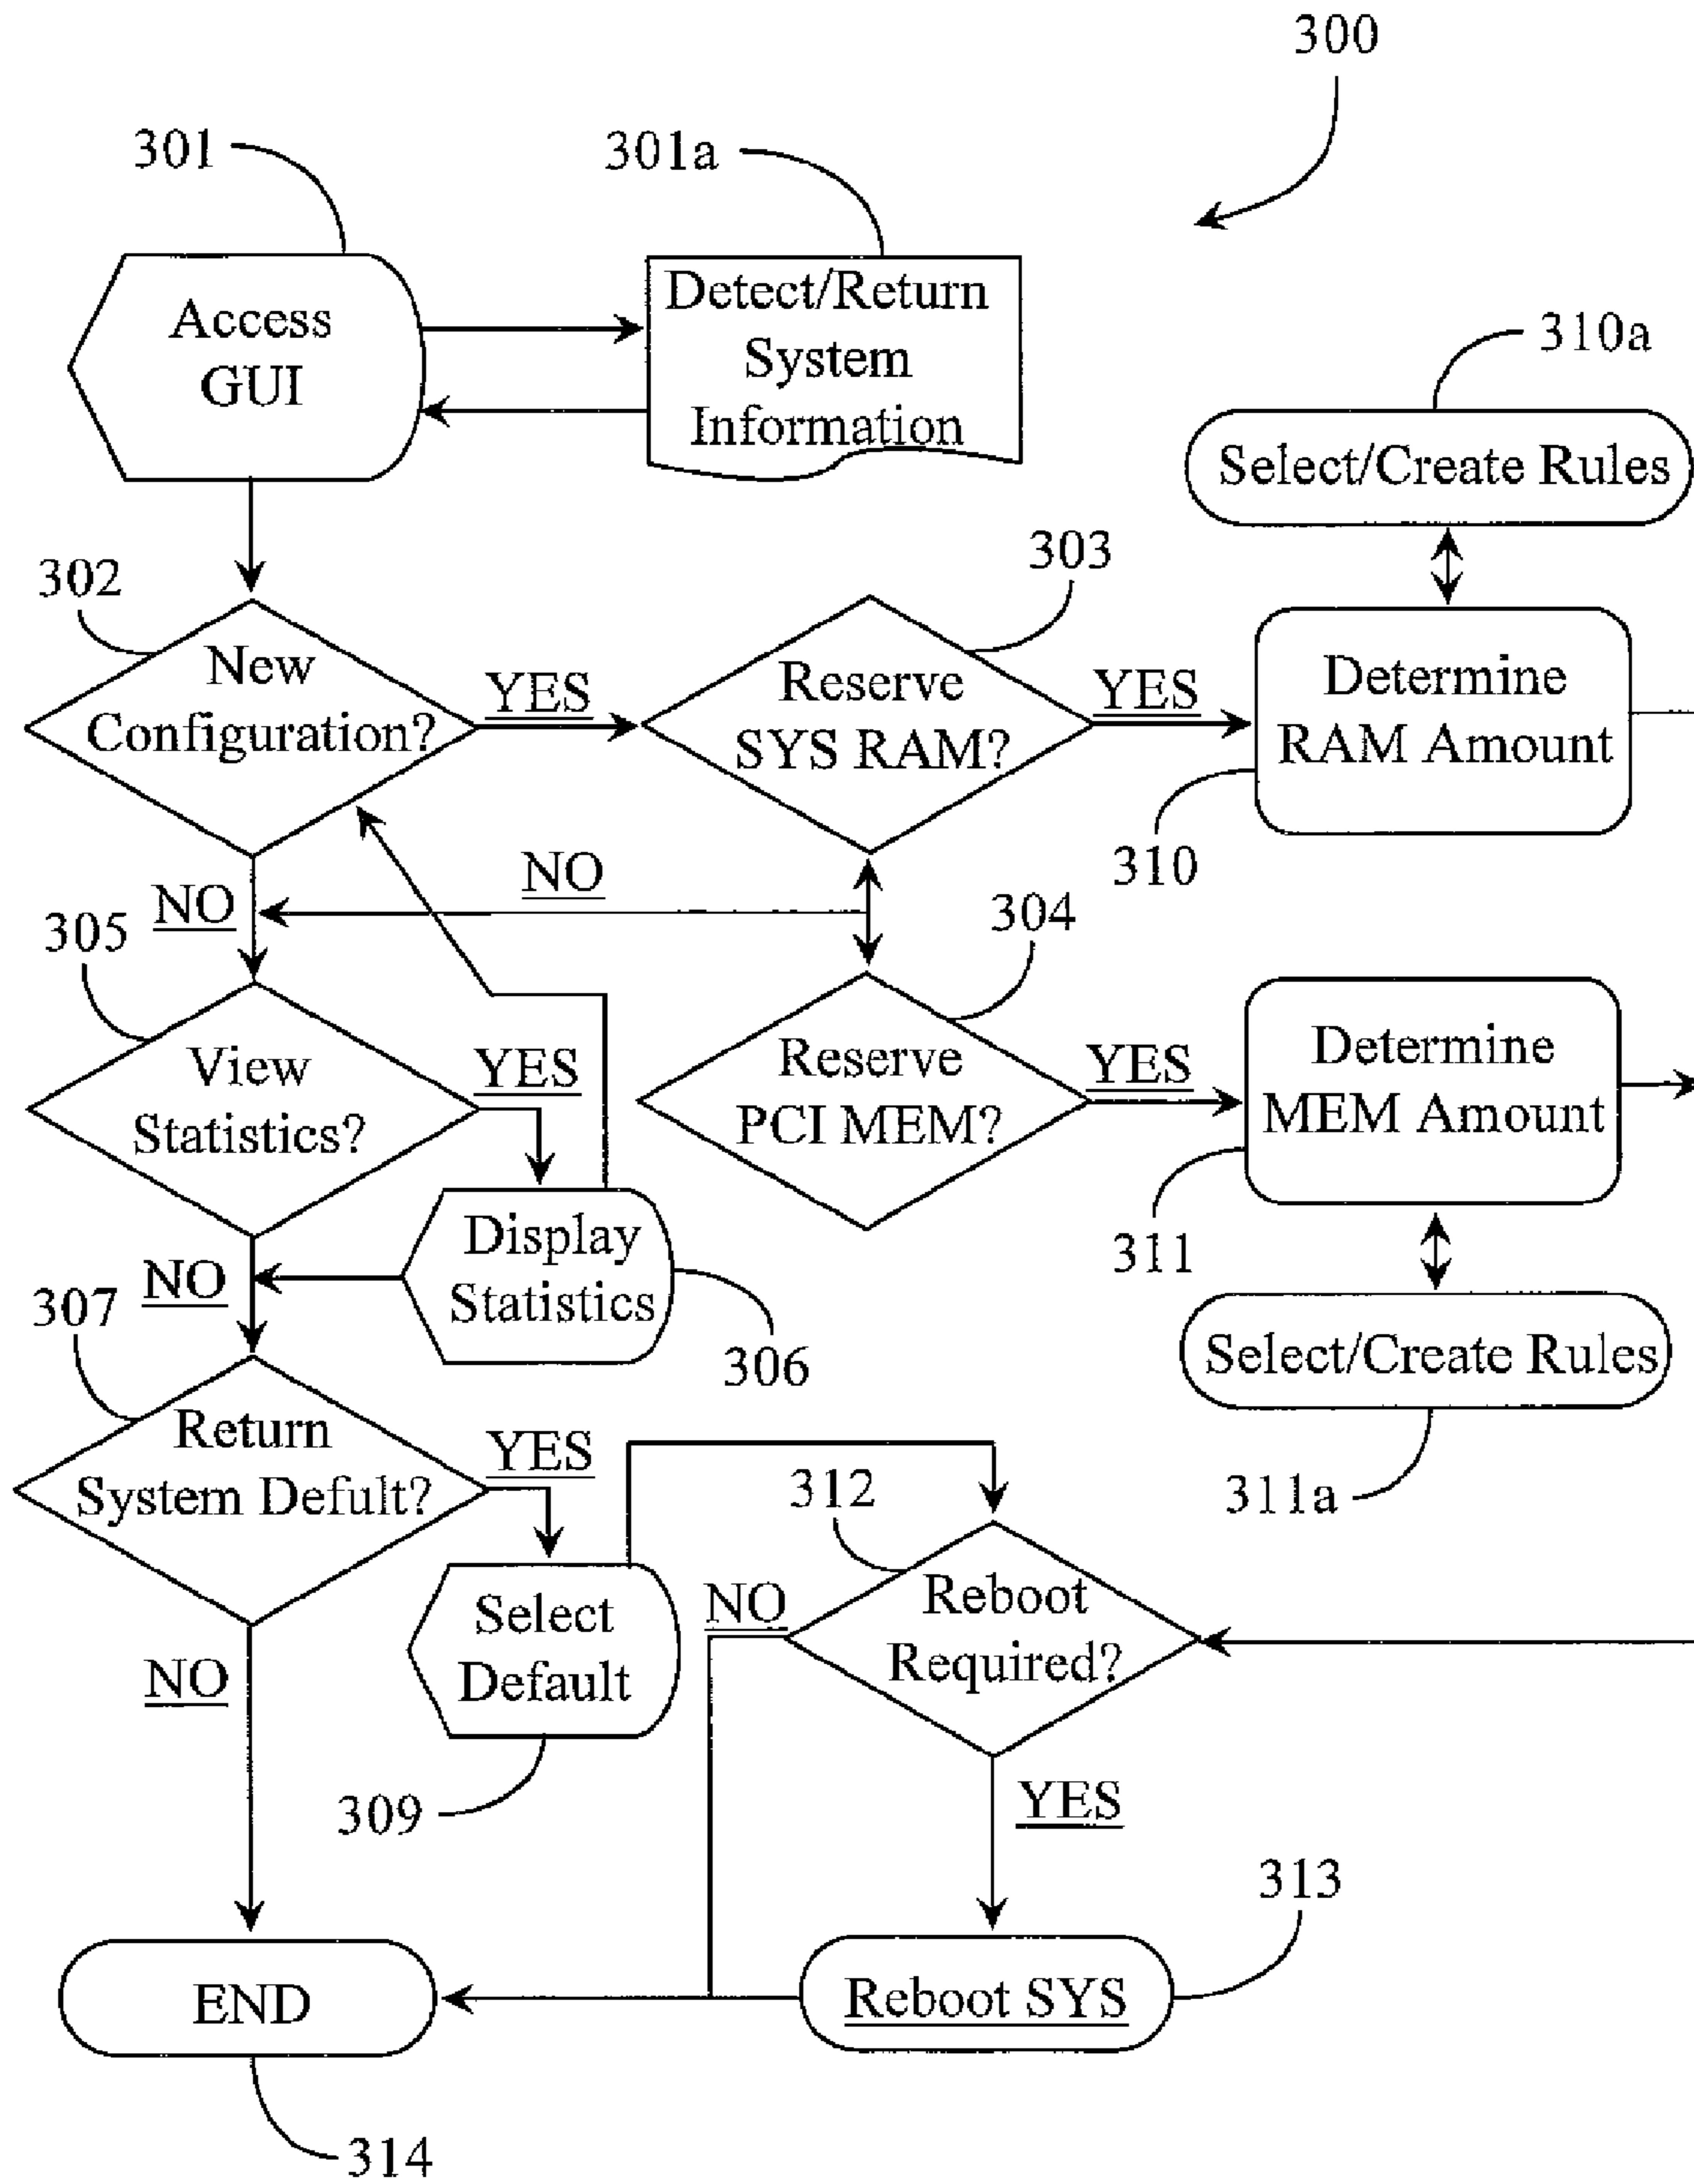 300
301
301a
Access
GUI
Detect/Return
System
Information
310a
Select/Create Rules
302
303
New
Configuration?
YES
Reserve
SYS RAM?
YES
Determine
RAM Amount
310
NO
NO
305
304
View
Statistics?
YES
Reserve
PCI MEM?
YES
Determine
MEM Amount
311
Display
Statistics
NO
306
307
Select/Create Rules
311a
Return
System Defult?
YES
312
Select
Default
NO
Reboot
Required?
NO
309
YES
313
END
Reboot SYS
314